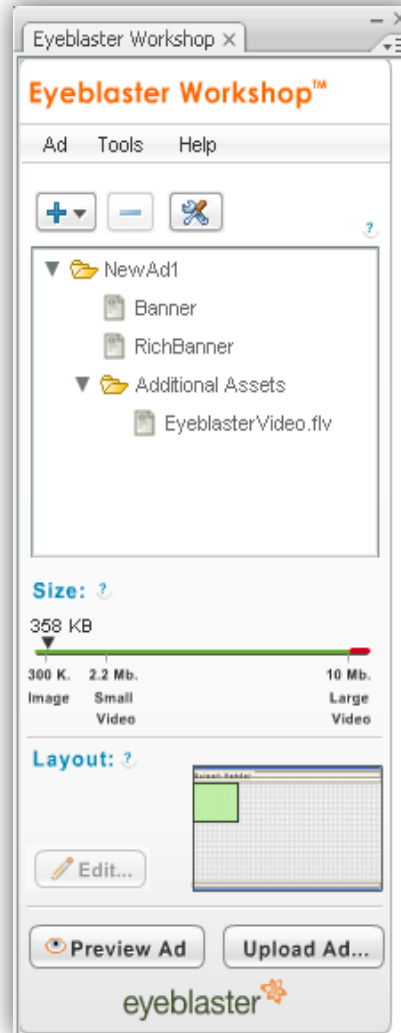 Eyeblaster Workshop ×
Eyeblaster Workshop™
Ad Tools Help
?
NewAd1
Banner
RichBanner
Additional Assets
EyeblasterVideo.flv
Size: ?
358 KB
300 K. 2.2 Mb. 10 Mb.
Image Small Large
Video Video
Layout: ?
Edit...
Preview Ad Upload Ad...
eyeblaster